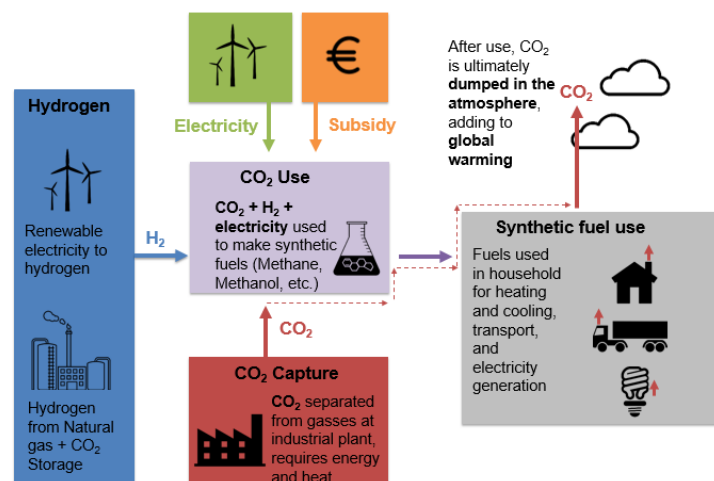 Hydrogen
Renewable
electricity to
hydrogen
Hydrogen
from Natural
gas + CO₂
Storage
H₂
€
Electricity
Subsidy
CO₂ Use
CO₂ + H₂ +
electricity used
to make synthetic
fuels (Methane,
Methanol, etc.)
CO₂
CO₂ Capture
CO₂ separated
from gasses at
industrial plant,
requires energy
and heat
After use, CO₂
is ultimately
dumped in the
atmosphere,
adding to
global
warming
CO₂
Synthetic fuel use
Fuels used
in household
for heating
and cooling,
transport,
and
electricity
generation